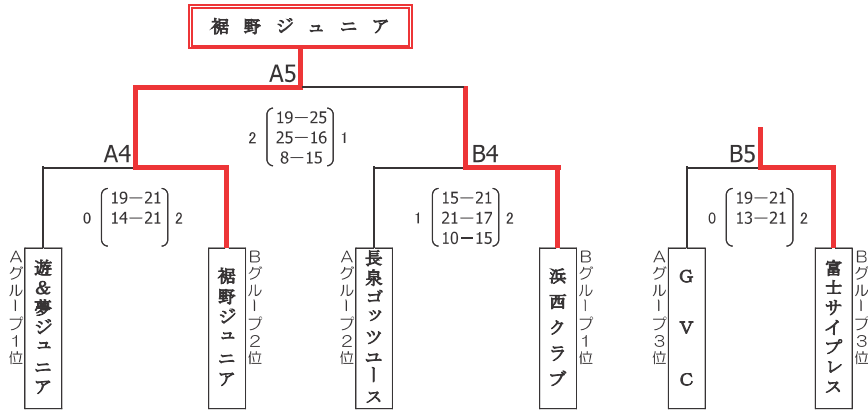 裾野ジュニア
A5
19－25
2 25－16 1
8－15
A4
B4
B5
19－21
0 14－21 2
15－21
1 21－17 2
10－15
19－21
0 13－21 2
Aグループ1位
遊&夢ジュニア
裾野ジュニア
Bグループ2位
Aグループ2位
長泉ゴッツユース
浜西クラブ
Bグループ1位
Aグループ3位
GVC
富士サイプレス
Bグループ3位